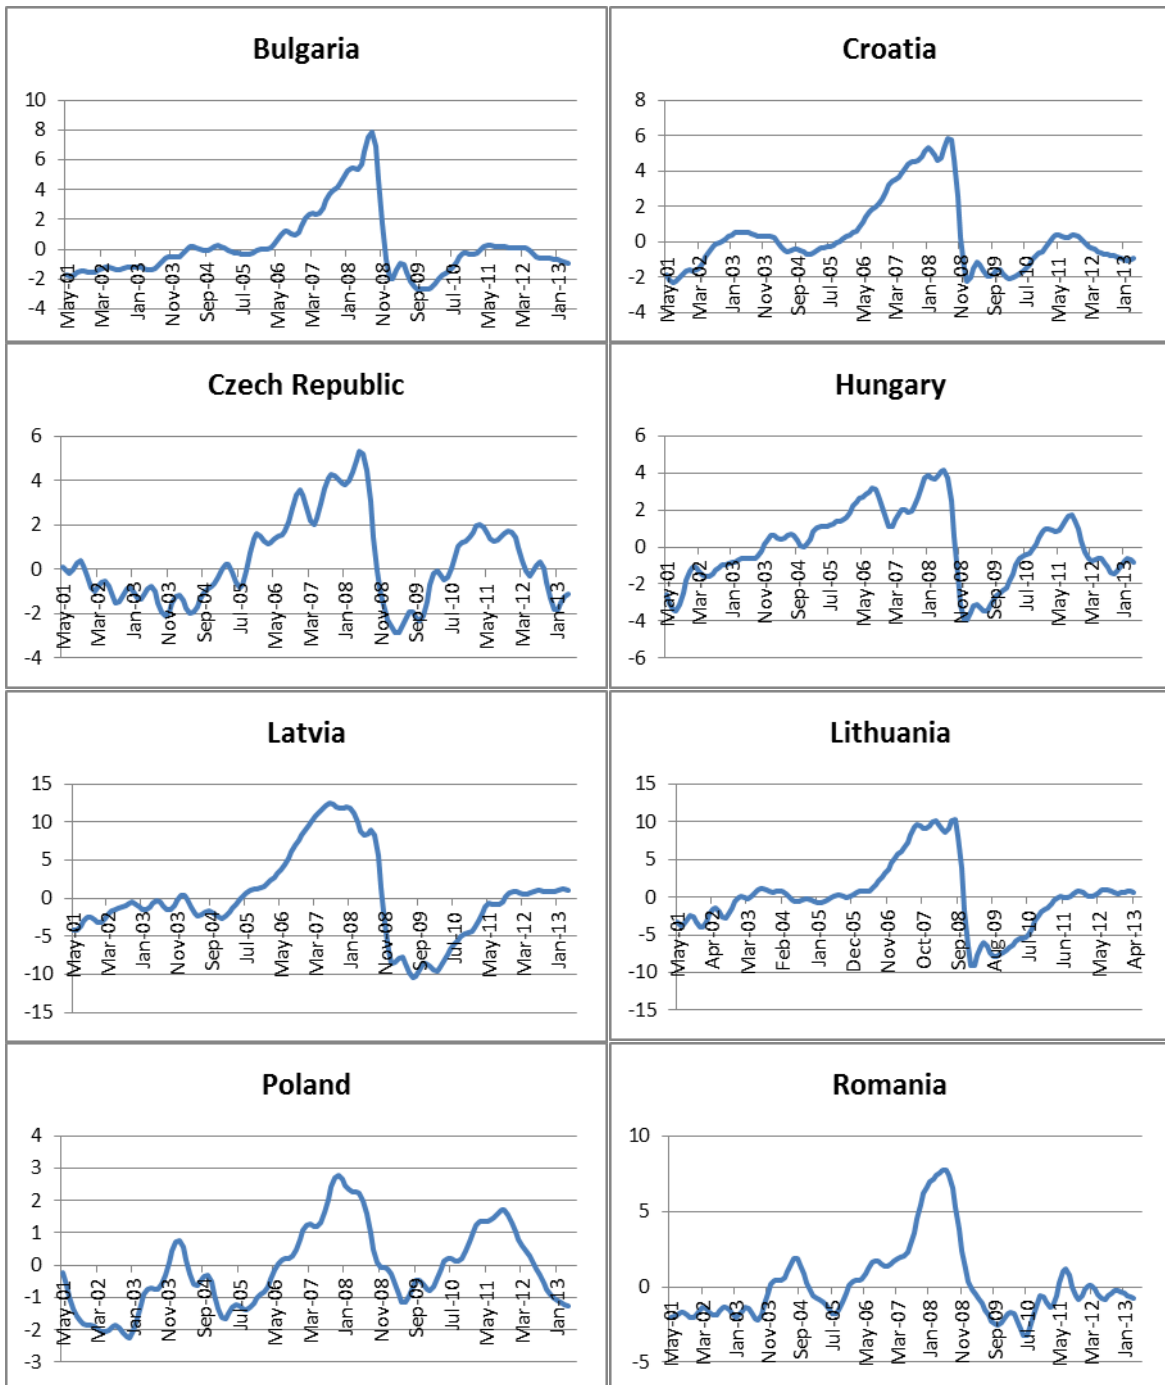 Bulgaria
10
8
6
4
2
0
-2
-4
May-01
Mar-02
Jan-03
Nov-03
Sep-04
Jul-05
May-06
Mar-07
Jan-08
Nov-08
Sep-09
Jul-10
May-11
Mar-12
Jan-13
Croatia
8
6
4
2
0
-2
-4
May-01
Mar-02
Jan-03
Nov-03
Sep-04
Jul-05
May-06
Mar-07
Jan-08
Nov-08
Sep-09
Jul-10
May-11
Mar-12
Jan-13
Czech Republic
6
4
2
0
-2
-4
May-01
Mar-02
Jan-03
Nov-03
Sep-04
Jul-05
May-06
Mar-07
Jan-08
Nov-08
Sep-09
Jul-10
May-11
Mar-12
Jan-13
Hungary
6
4
2
0
-2
-4
-6
May-01
Mar-02
Jan-03
Nov-03
Sep-04
Jul-05
May-06
Mar-07
Jan-08
Nov-08
Sep-09
Jul-10
May-11
Mar-12
Jan-13
Latvia
15
10
5
0
-5
-10
-15
May-01
Mar-02
Jan-03
Nov-03
Sep-04
Jul-05
May-06
Mar-07
Jan-08
Nov-08
Sep-09
Jul-10
May-11
Mar-12
Jan-13
Lithuania
15
10
5
0
-5
-10
-15
May-01
Apr-02
Mar-03
Feb-04
Jan-05
Dec-05
Nov-06
Oct-07
Sep-08
Aug-09
Jul-10
Jun-11
May-12
Apr-13
Poland
4
3
2
1
0
-1
-2
-3
May-01
Mar-02
Jan-03
Nov-03
Sep-04
Jul-05
May-06
Mar-07
Jan-08
Nov-08
Sep-09
Jul-10
May-11
Mar-12
Jan-13
Romania
10
5
0
-5
May-01
Mar-02
Jan-03
Nov-03
Sep-04
Jul-05
May-06
Mar-07
Jan-08
Nov-08
Sep-09
Jul-10
May-11
Mar-12
Jan-13